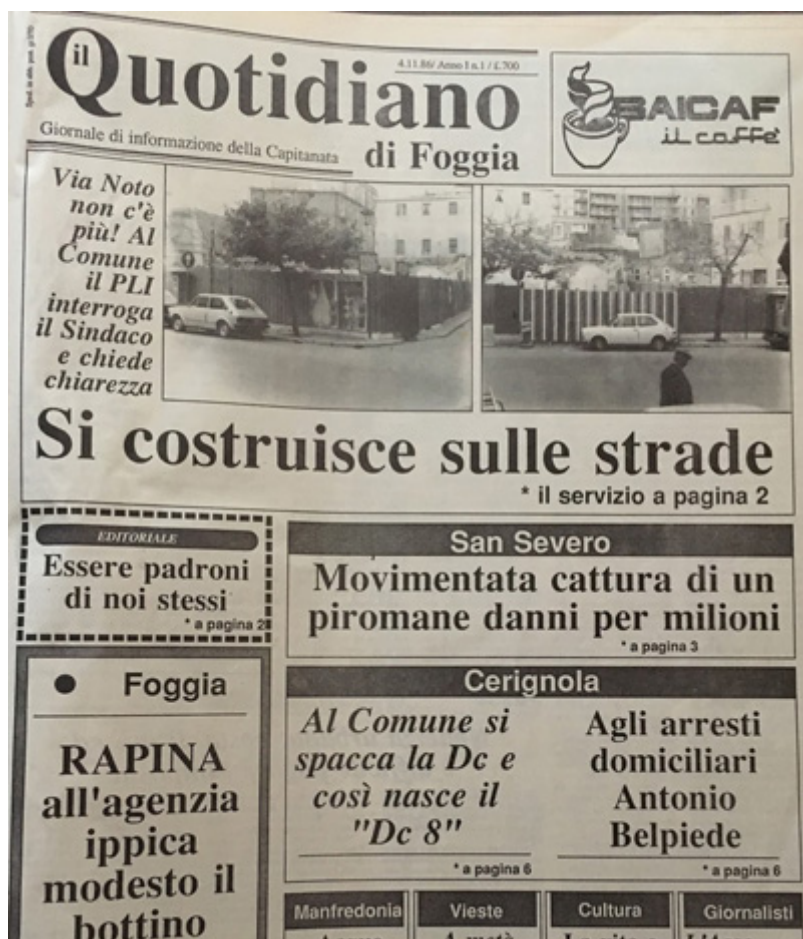 il Quotidiano
di Foggia
4.11.86/ Anno I n.1 / £.700
Giornale di informazione della Capitanata
SAICAF
il caffè
Via Noto
non c'è
più! Al
Comune
il PLI
interroga
il Sindaco
e chiede
chiarezza
Si costruisce sulle strade
* il servizio a pagina 2
EDITORIALE
Essere padroni
di noi stessi
* a pagina 2
San Severo
Movimentata cattura di un
piromane danni per milioni
* a pagina 3
● Foggia
RAPINA
all'agenzia
ippica
modesto il
bottino
Cerignola
Al Comune si
spacca la Dc e
così nasce il
"Dc 8"
* a pagina 6
Agli arresti
domiciliari
Antonio
Belpiede
* a pagina 6
Manfredonia
Vieste
Cultura
Giornalisti